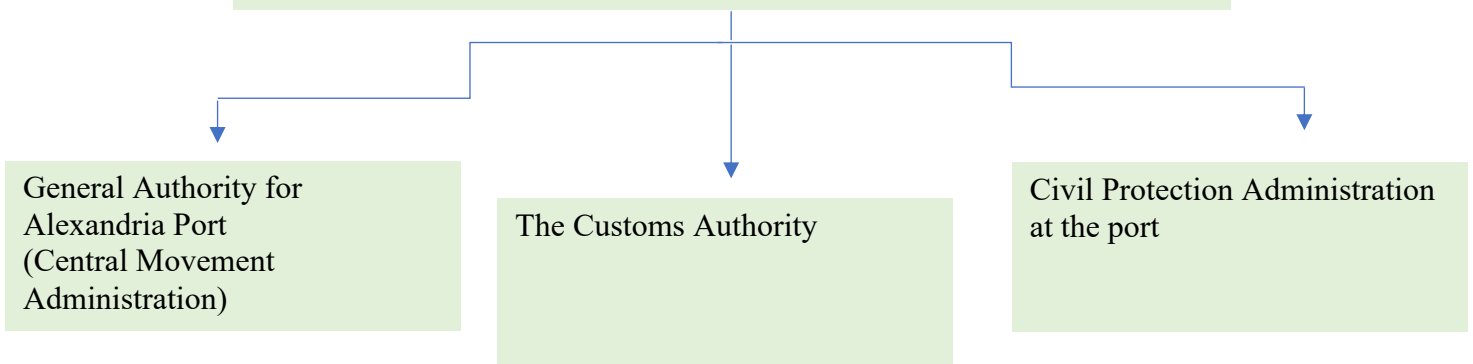 General Authority for
Alexandria Port
(Central Movement
Administration)
The Customs Authority
Civil Protection Administration
at the port